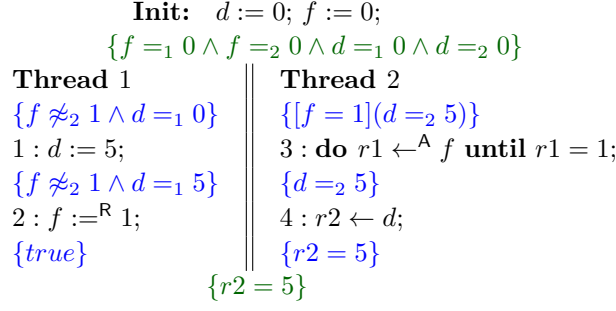 Init: d := 0; f := 0;
{f =₁ 0 ∧ f =₂ 0 ∧ d =₁ 0 ∧ d =₂ 0}
Thread 1
{f ≉₂ 1 ∧ d =₁ 0}
1 : d := 5;
{f ≉₂ 1 ∧ d =₁ 5}
2 : f :=ᴿ 1;
{true}
Thread 2
{[f = 1](d =₂ 5)}
3 : do r1 ←ᴬ f until r1 = 1;
{d =₂ 5}
4 : r2 ← d;
{r2 = 5}
{r2 = 5}